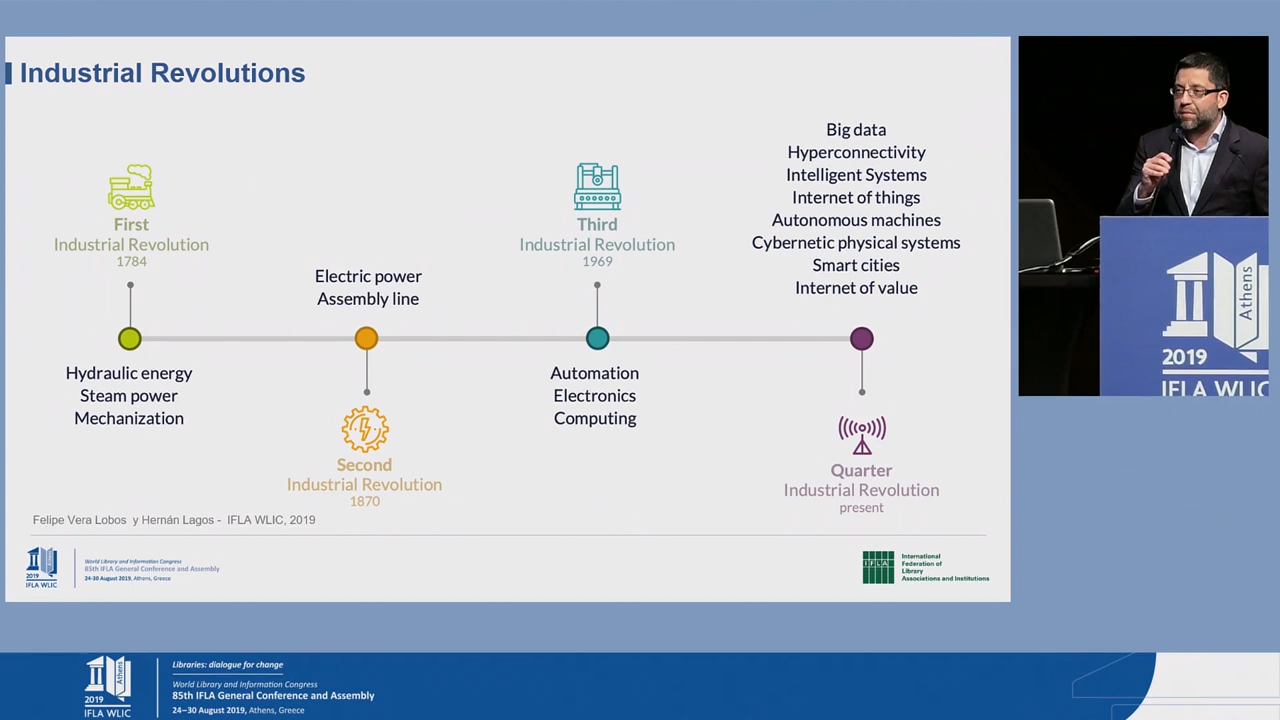 Industrial Revolutions
First
Industrial Revolution
1784
Hydraulic energy
Steam power
Mechanization
Electric power
Assembly line
Second
Industrial Revolution
1870
Third
Industrial Revolution
1969
Automation
Electronics
Computing
Big data
Hyperconnectivity
Intelligent Systems
Internet of things
Autonomous machines
Cybernetic physical systems
Smart cities
Internet of value
Quarter
Industrial Revolution
present
Felipe Vera Lobos y Hernán Lagos - IFLA WLIC, 2019
2019
IFLA WLIC
World Library and Information Congress
85th IFLA General Conference and Assembly
24-30 August 2019, Athens, Greece
IFLA
International
Federation of
Library
Associations and Institutions
Athens
2019
IFLA WLIC
Athens
2019
IFLA WLIC
Libraries: dialogue for change
World Library and Information Congress
85th IFLA General Conference and Assembly
24–30 August 2019, Athens, Greece